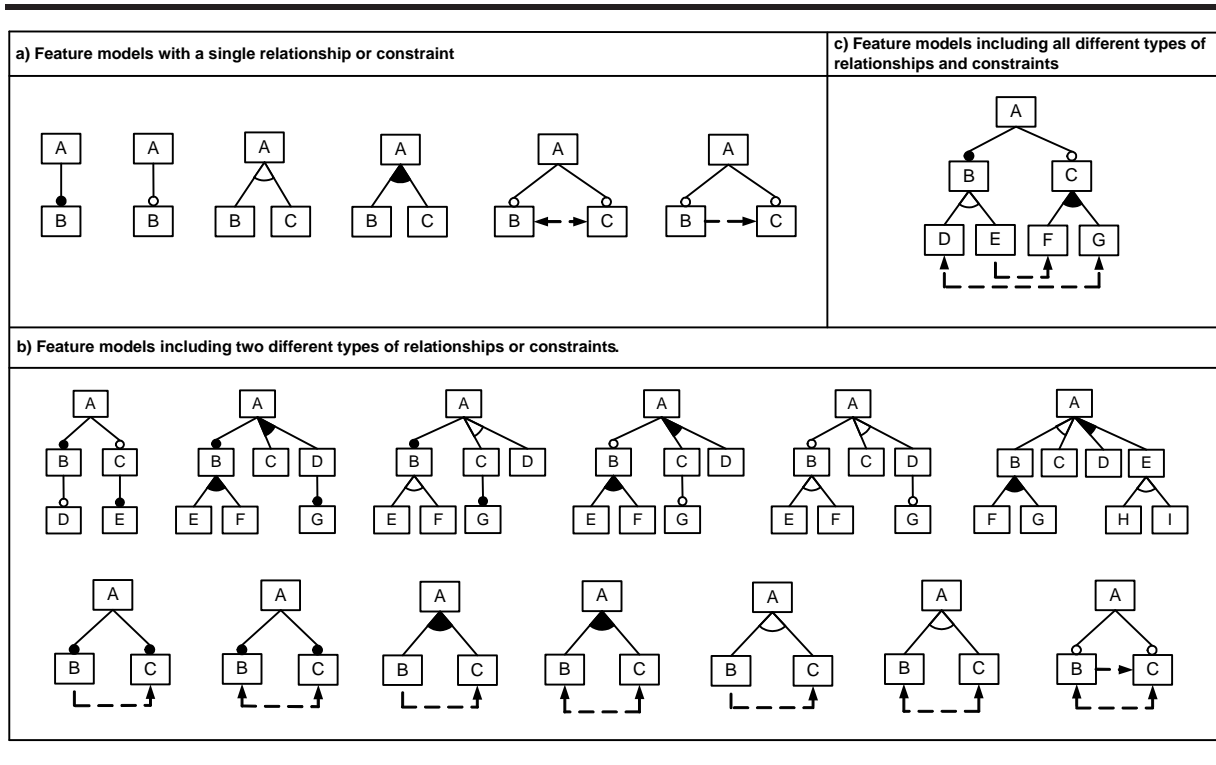 a) Feature models with a single relationship or constraint
c) Feature models including all different types of
relationships and constraints
A A A A A A
B B B C B C B C B C
A
B C
D E F G
b) Feature models including two different types of relationships or constraints.
A A A A A A
B C B C D B C D B C D B C D B C D E
D E E F G E F G E F G E F G F G H I
A A A A A A A
B C B C B C B C B C B C B C